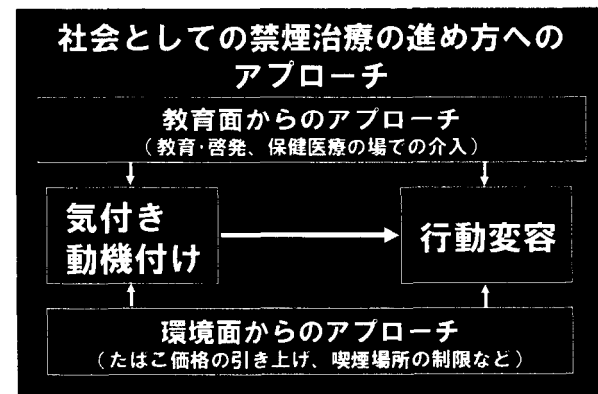 社会としての禁煙治療の進め方への
アプローチ
教育面からのアプローチ
（教育･啓発、保健医療の場での介入）
気付き
動機付け
行動変容
環境面からのアプローチ
（たばこ価格の引き上げ、喫煙場所の制限など）